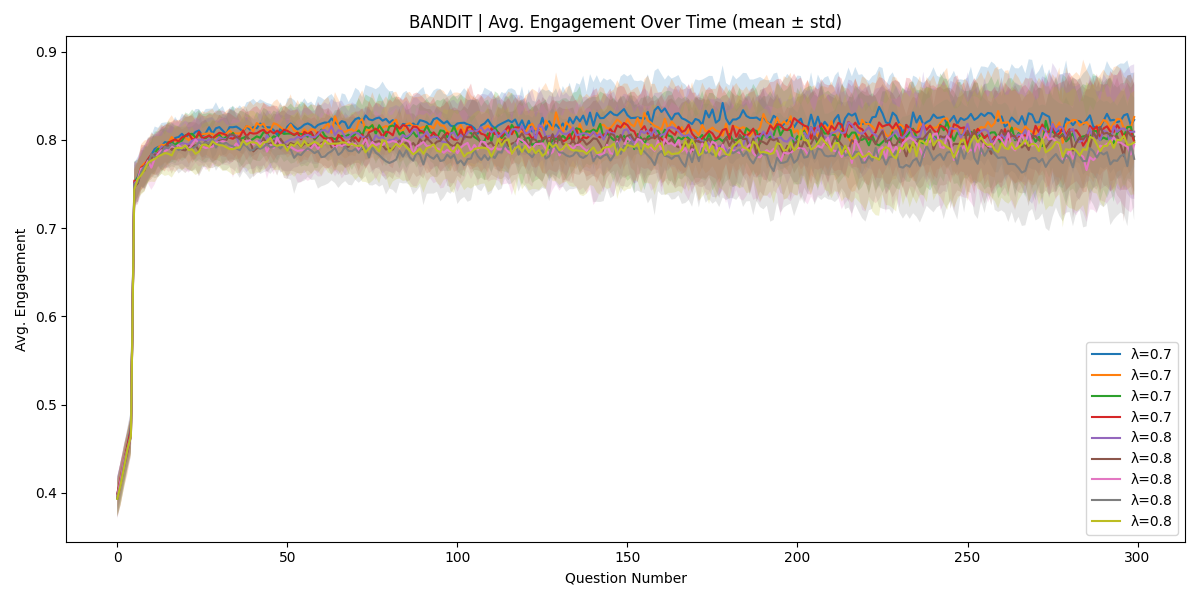 BANDIT | Avg. Engagement Over Time (mean ± std)
Avg. Engagement
0.9
0.8
0.7
0.6
0.5
0.4
0 50 100 150 200 250 300
Question Number
λ=0.7
λ=0.7
λ=0.7
λ=0.7
λ=0.8
λ=0.8
λ=0.8
λ=0.8
λ=0.8